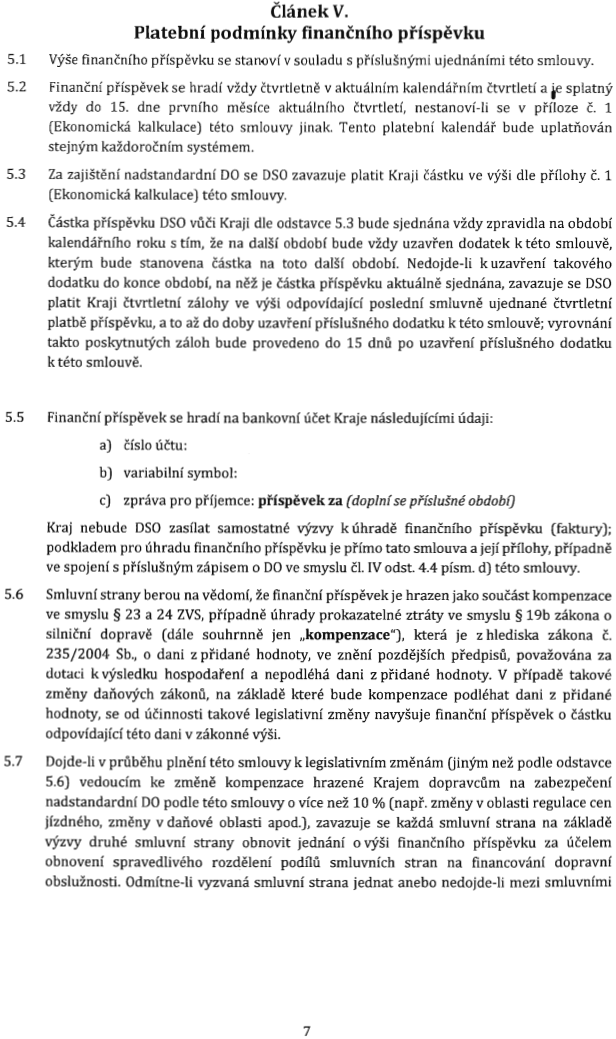 Článek V.
Platební podmínky finančního příspěvku
5.1 Výše finančního příspěvku se stanoví v souladu s příslušnými ujednáními této smlouvy.
5.2 Finanční příspěvek se hradí vždy čtvrtletně v aktuálním kalendářním čtvrtletí a je splatný
vždy do 15. dne prvního měsíce aktuálního čtvrtletí, nestanoví-li se v příloze č. 1
(Ekonomická kalkulace) této smlouvy jinak. Tento platební kalendář bude uplatňován
stejným každoročním systémem.
5.3 Za zajištění nadstandardní DO se DSO zavazuje platit Kraji částku ve výši dle přílohy č. 1
(Ekonomická kalkulace) této smlouvy.
5.4 Částka příspěvku DSO vůči Kraji dle odstavce 5.3 bude sjednána vždy zpravidla na období
kalendářního roku s tím, že na další období bude vždy uzavřen dodatek k této smlouvě,
kterým bude stanovena částka na toto další období. Nedojde-li k uzavření takového
dodatku do konce období, na něž je částka příspěvku aktuálně sjednána, zavazuje se DSO
platit Kraji čtvrtletní zálohy ve výši odpovídající poslední smluvně ujednané čtvrtletní
platbě příspěvku, a to až do doby uzavření příslušného dodatku k této smlouvě; vyrovnání
takto poskytnutých záloh bude provedeno do 15 dnů po uzavření příslušného dodatku
k této smlouvě.
5.5 Finanční příspěvek se hradí na bankovní účet Kraje následujícími údaji:
a) číslo účtu:
b) variabilní symbol:
c) zpráva pro příjemce: příspěvek za (doplní se příslušné období)
Kraj nebude DSO zasílat samostatné výzvy k úhradě finančního příspěvku (faktury);
podkladem pro úhradu finančního příspěvku je přímo tato smlouva a její přílohy, případně
ve spojení s příslušným zápisem o DO ve smyslu čl. IV odst. 4.4 písm. d) této smlouvy.
5.6 Smluvní strany berou na vědomí, že finanční příspěvek je hrazen jako součást kompenzace
ve smyslu § 23 a 24 ZVS, případně úhrady prokazatelné ztráty ve smyslu § 19b zákona o
silniční dopravě (dále souhrnně jen „kompenzace"), která je z hlediska zákona č.
235/2004 Sb., o dani z přidané hodnoty, ve znění pozdějších předpisů, považována za
dotaci k výsledku hospodaření a nepodléhá dani z přidané hodnoty. V případě takové
změny daňových zákonů, na základě které bude kompenzace podléhat dani z přidané
hodnoty, se od účinnosti takové legislativní změny navyšuje finanční příspěvek o částku
odpovídající této dani v zákonné výši.
5.7 Dojde-li v průběhu plnění této smlouvy k legislativním změnám (jiným než podle odstavce
5.6) vedoucím ke změně kompenzace hrazené Krajem dopravcům na zabezpečení
nadstandardní DO podle této smlouvy o více než 10 % (např. změny v oblasti regulace cen
jízdného, změny v daňové oblasti apod.), zavazuje se každá smluvní strana na základě
výzvy druhé smluvní strany obnovit jednání o výši finančního příspěvku za účelem
obnovení spravedlivého rozdělení podílů smluvních stran na financování dopravní
obslužnosti. Odmítne-li vyzvaná smluvní strana jednat anebo nedojde-li mezi smluvními
7